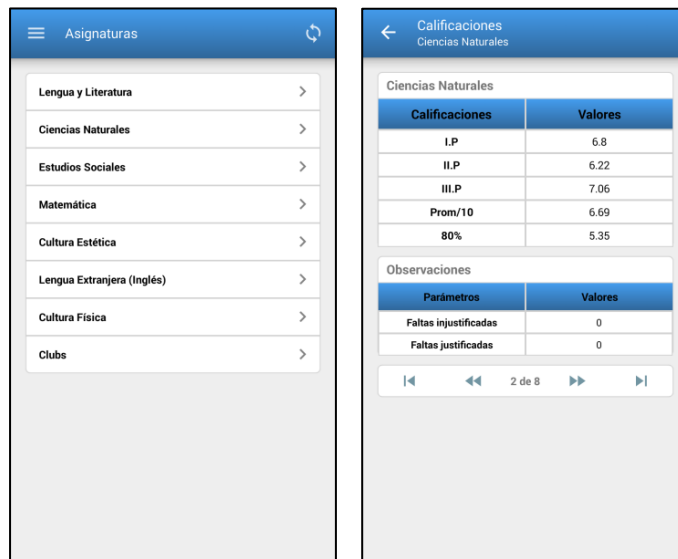 Asignaturas
Lengua y Literatura
Ciencias Naturales
Estudios Sociales
Matemática
Cultura Estética
Lengua Extranjera (Inglés)
Cultura Física
Clubs
Calificaciones
Ciencias Naturales
Ciencias Naturales
Calificaciones Valores
I.P 6.8
II.P 6.22
III.P 7.06
Prom/10 6.69
80% 5.35
Observaciones
Parámetros Valores
Faltas injustificadas 0
Faltas justificadas 0
2 de 8